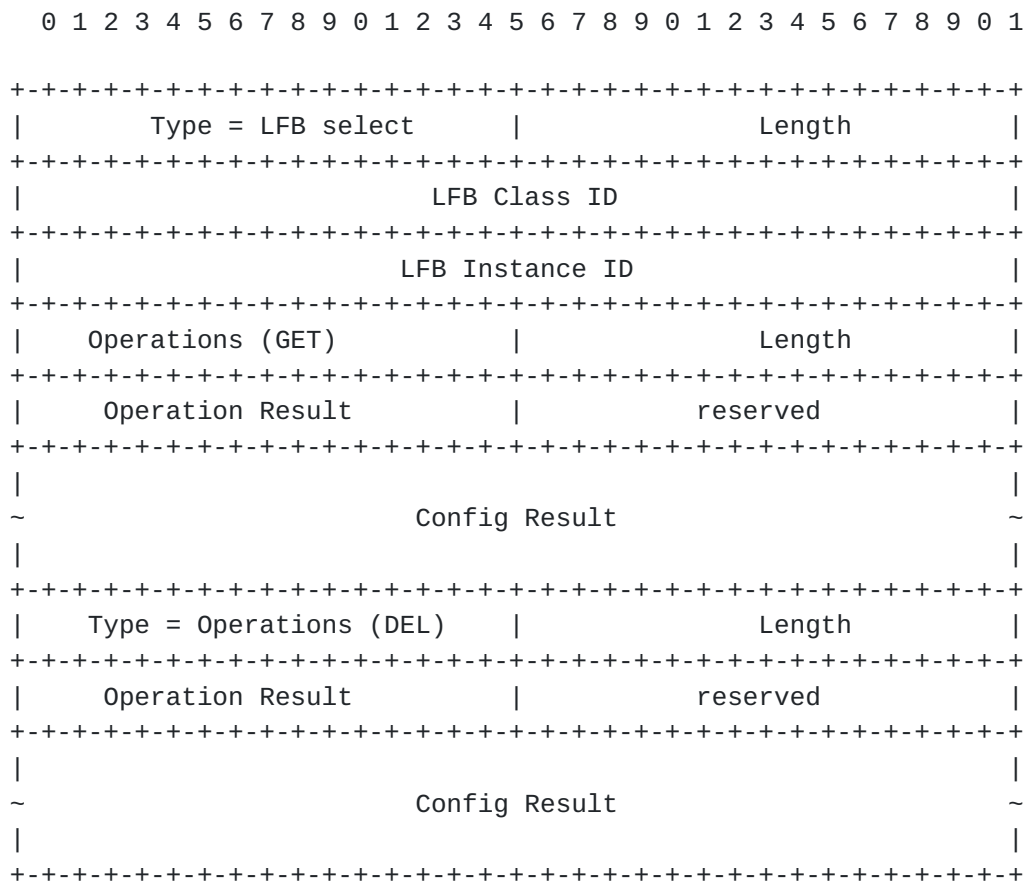 0 1 2 3 4 5 6 7 8 9 0 1 2 3 4 5 6 7 8 9 0 1 2 3 4 5 6 7 8 9 0 1
+-+-+-+-+-+-+-+-+-+-+-+-+-+-+-+-+-+-+-+-+-+-+-+-+-+-+-+-+-+-+-+-+
| Type = LFB select | Length |
+-+-+-+-+-+-+-+-+-+-+-+-+-+-+-+-+-+-+-+-+-+-+-+-+-+-+-+-+-+-+-+-+
| LFB Class ID |
+-+-+-+-+-+-+-+-+-+-+-+-+-+-+-+-+-+-+-+-+-+-+-+-+-+-+-+-+-+-+-+-+
| LFB Instance ID |
+-+-+-+-+-+-+-+-+-+-+-+-+-+-+-+-+-+-+-+-+-+-+-+-+-+-+-+-+-+-+-+-+
| Operations (GET) | Length |
+-+-+-+-+-+-+-+-+-+-+-+-+-+-+-+-+-+-+-+-+-+-+-+-+-+-+-+-+-+-+-+-+
| Operation Result | reserved |
+-+-+-+-+-+-+-+-+-+-+-+-+-+-+-+-+-+-+-+-+-+-+-+-+-+-+-+-+-+-+-+-+
| |
~ Config Result ~
| |
+-+-+-+-+-+-+-+-+-+-+-+-+-+-+-+-+-+-+-+-+-+-+-+-+-+-+-+-+-+-+-+-+
| Type = Operations (DEL) | Length |
+-+-+-+-+-+-+-+-+-+-+-+-+-+-+-+-+-+-+-+-+-+-+-+-+-+-+-+-+-+-+-+-+
| Operation Result | reserved |
+-+-+-+-+-+-+-+-+-+-+-+-+-+-+-+-+-+-+-+-+-+-+-+-+-+-+-+-+-+-+-+-+
| |
~ Config Result ~
| |
+-+-+-+-+-+-+-+-+-+-+-+-+-+-+-+-+-+-+-+-+-+-+-+-+-+-+-+-+-+-+-+-+